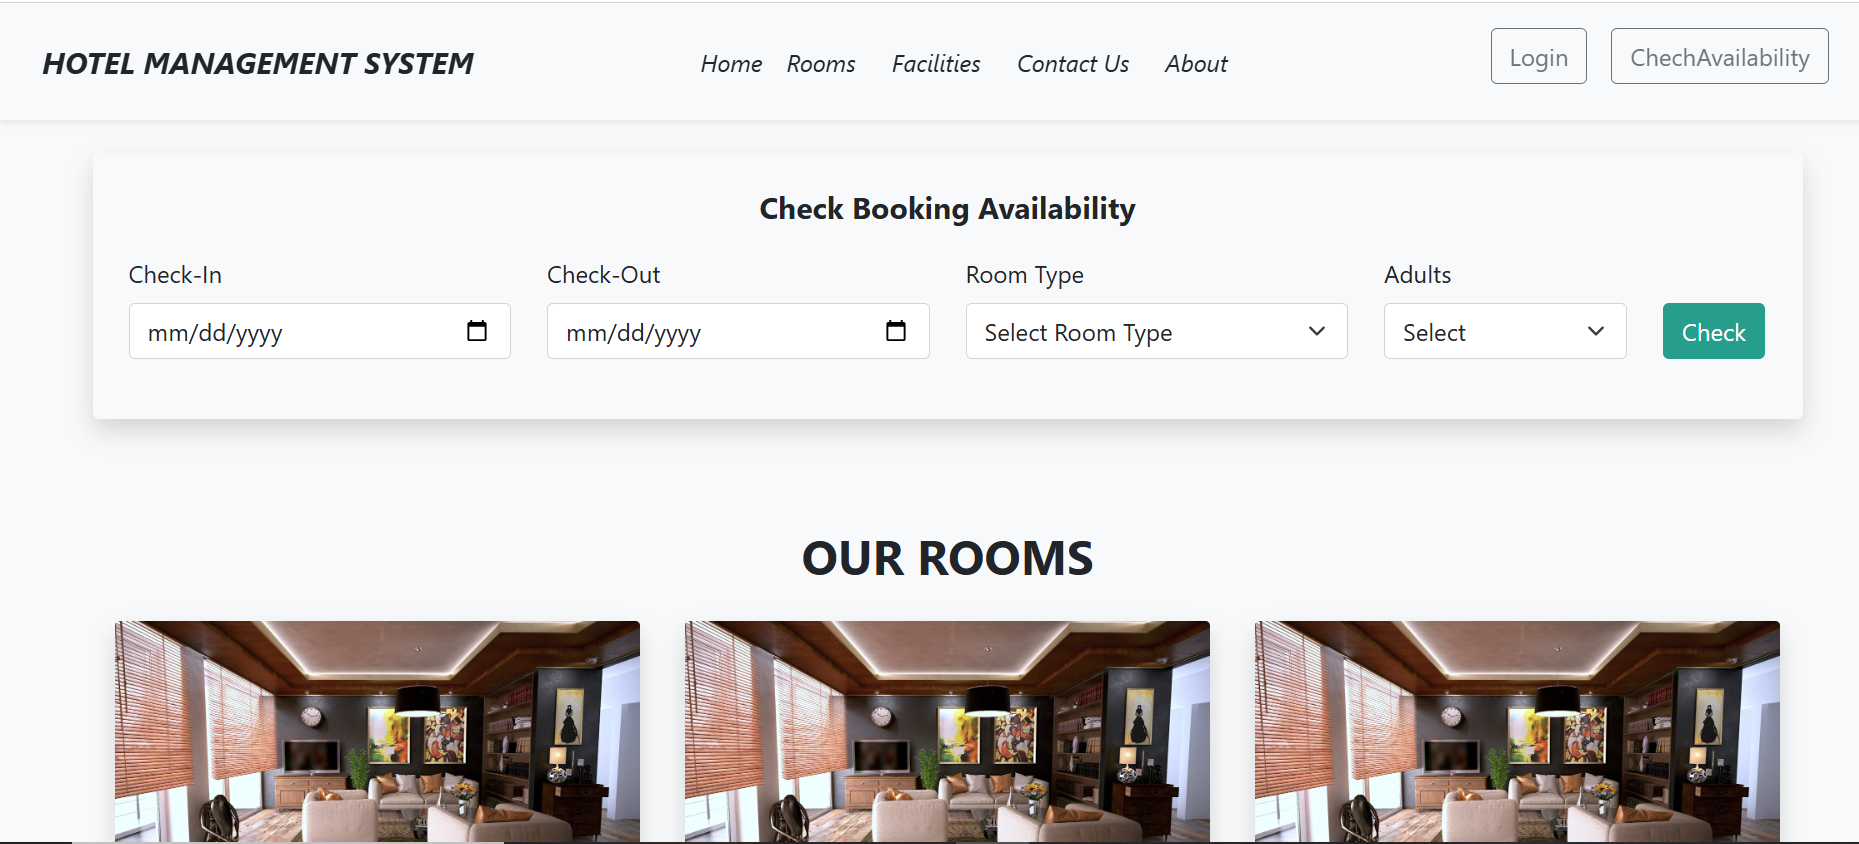 HOTEL MANAGEMENT SYSTEM
Home Rooms Facilities Contact Us About
Login ChechAvailability
Check Booking Availability
Check-In Check-Out Room Type Adults
mm/dd/yyyy mm/dd/yyyy Select Room Type Select Check
OUR ROOMS